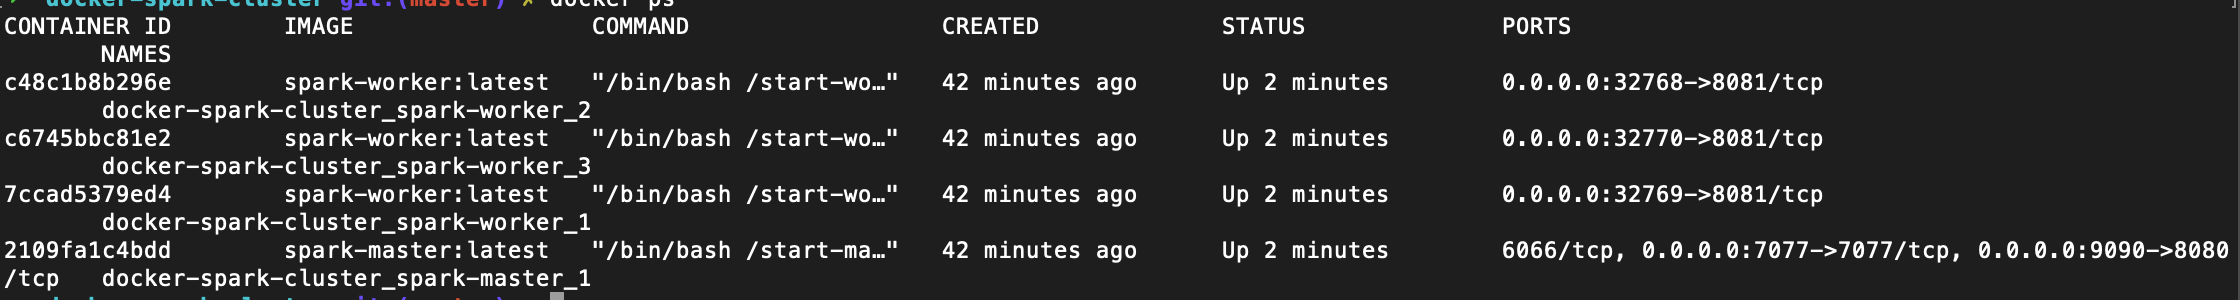 docker-spark-cluster git:(master) ✗ docker ps
CONTAINER ID        IMAGE                 COMMAND                  CREATED             STATUS              PORTS
       NAMES
c48c1b8b296e        spark-worker:latest   "/bin/bash /start-wo…"   42 minutes ago      Up 2 minutes        0.0.0.0:32768->8081/tcp
       docker-spark-cluster_spark-worker_2
c6745bbc81e2        spark-worker:latest   "/bin/bash /start-wo…"   42 minutes ago      Up 2 minutes        0.0.0.0:32770->8081/tcp
       docker-spark-cluster_spark-worker_3
7ccad5379ed4        spark-worker:latest   "/bin/bash /start-wo…"   42 minutes ago      Up 2 minutes        0.0.0.0:32769->8081/tcp
       docker-spark-cluster_spark-worker_1
2109fa1c4bdd        spark-master:latest   "/bin/bash /start-ma…"   42 minutes ago      Up 2 minutes        6066/tcp, 0.0.0.0:7077->7077/tcp, 0.0.0.0:9090->8080
/tcp   docker-spark-cluster_spark-master_1